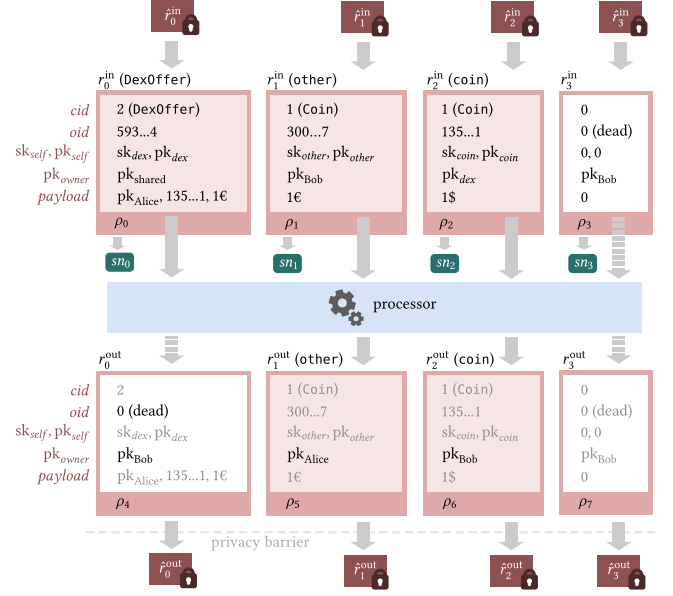 r̂₀ⁱⁿ r̂₁ⁱⁿ r̂₂ⁱⁿ r̂₃ⁱⁿ
r₀ⁱⁿ (DexOffer) r₁ⁱⁿ (other) r₂ⁱⁿ (coin) r₃ⁱⁿ
cid 2 (DexOffer) 1 (Coin) 1 (Coin) 0
oid 593...4 300...7 135...1 0 (dead)
sk_self, pk_self sk_dex, pk_dex sk_other, pk_other sk_coin, pk_coin 0, 0
pk_owner pk_shared pk_Bob pk_dex pk_Bob
payload pk_Alice, 135...1, 1€ 1€ 1$ 0
ρ₀ ρ₁ ρ₂ ρ₃
sn₀ sn₁ sn₂ sn₃
processor
r₀ᵒᵘᵗ r₁ᵒᵘᵗ (other) r₂ᵒᵘᵗ (coin) r₃ᵒᵘᵗ
cid 2 1 (Coin) 1 (Coin) 0
oid 0 (dead) 300...7 135...1 0 (dead)
sk_self, pk_self sk_dex, pk_dex sk_other, pk_other sk_coin, pk_coin 0, 0
pk_owner pk_Bob pk_Alice pk_Bob pk_Bob
payload pk_Alice, 135...1, 1€ 1€ 1$ 0
ρ₄ ρ₅ ρ₆ ρ₇
privacy barrier
r̂₀ᵒᵘᵗ r̂₁ᵒᵘᵗ r̂₂ᵒᵘᵗ r̂₃ᵒᵘᵗ